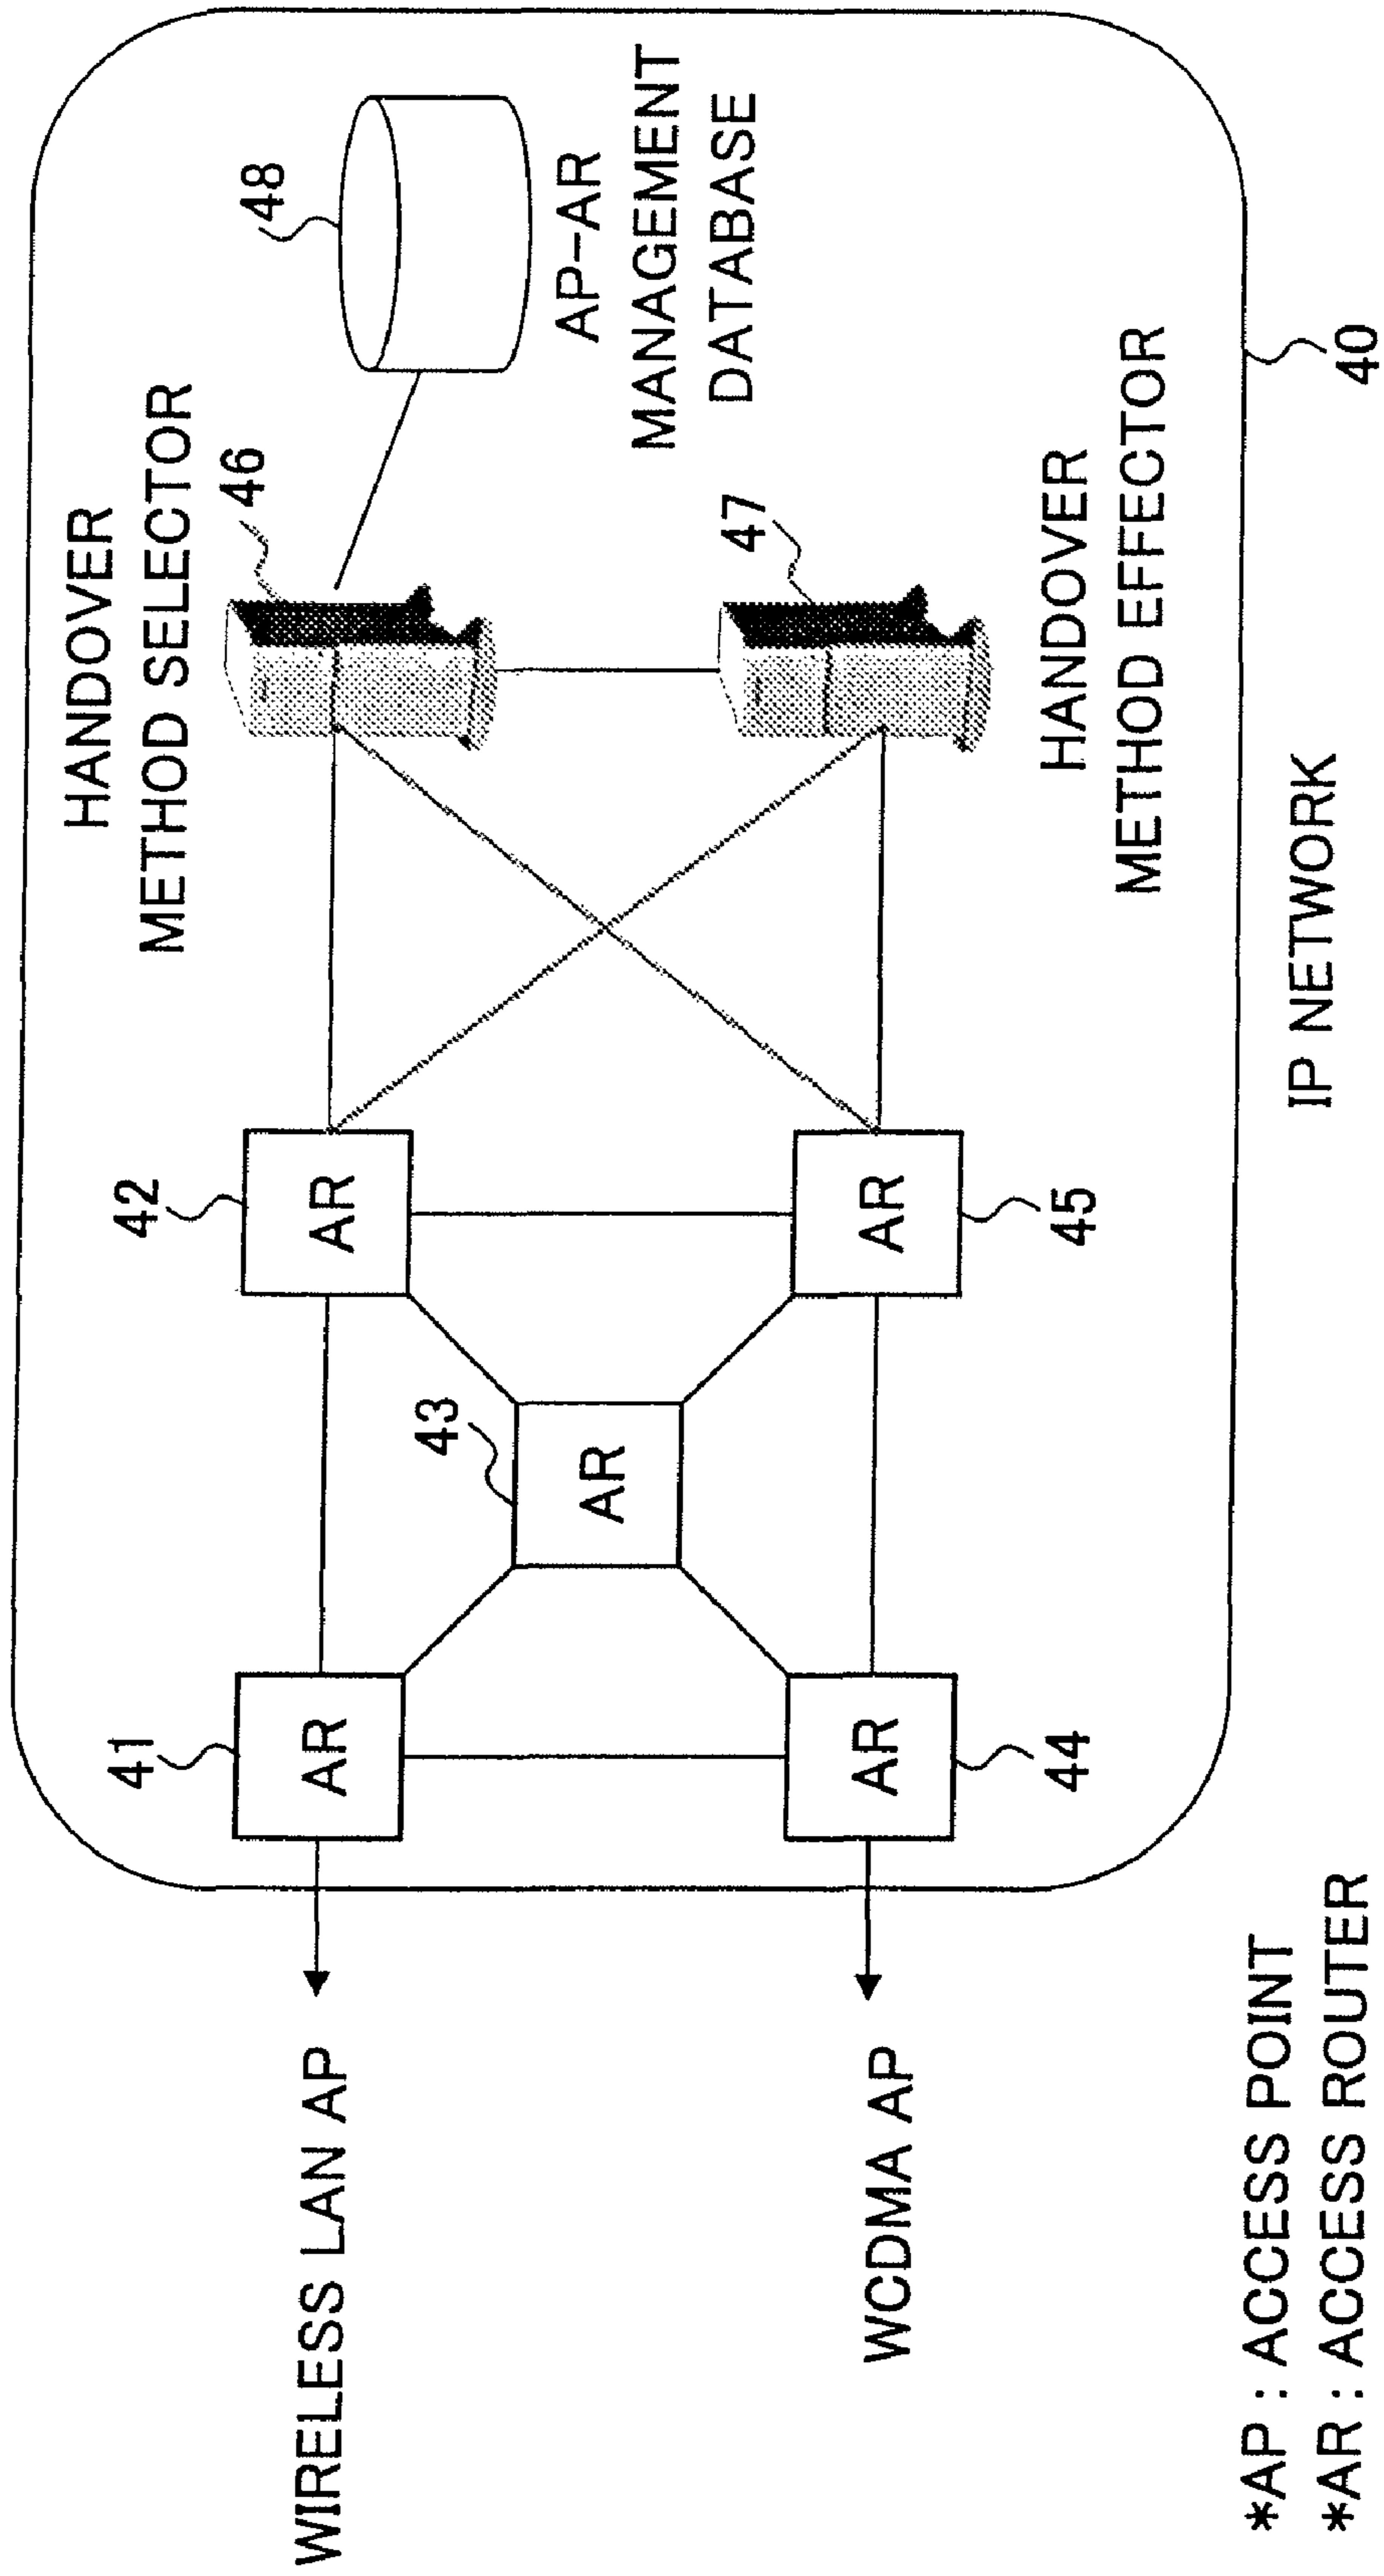 HANDOVER
METHOD SELECTOR
46
48
AP-AR
MANAGEMENT
DATABASE
41
AR
42
AR
43
AR
44
AR
45
AR
47
HANDOVER
METHOD EFFECTOR
40
IP NETWORK
WIRELESS LAN AP
WCDMA AP
*AP : ACCESS POINT
*AR : ACCESS ROUTER